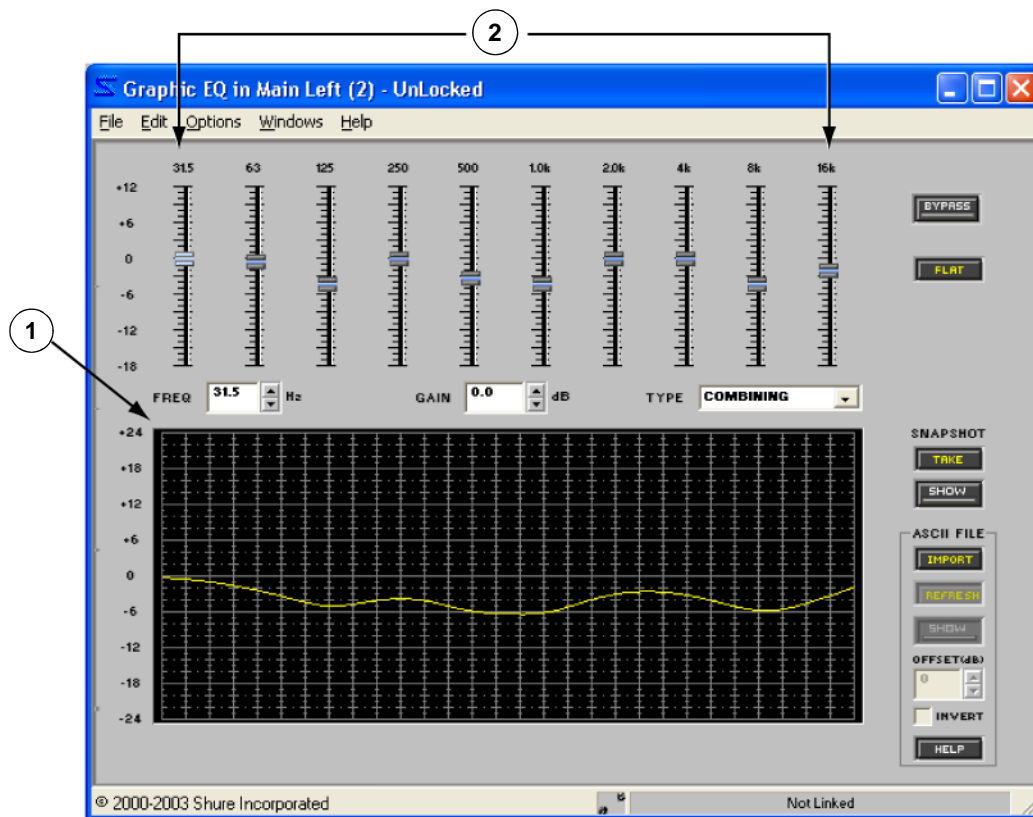 2
Graphic EQ in Main Left (2) - UnLocked
File Edit Options Windows Help
31.5 63 125 250 500 1.0k 2.0k 4k 8k 16k
+12
+6
0
-6
-12
-18
BYPASS
FLAT
1
FREQ 31.5 Hz GAIN 0.0 dB TYPE COMBINING
+24
+18
+12
+6
0
-6
-12
-18
-24
SNAPSHOT
TAKE
SHOW
ASCII FILE
IMPORT
REFRESH
SHOW
OFFSET(dB)
0
INVERT
HELP
© 2000-2003 Shure Incorporated
Not Linked